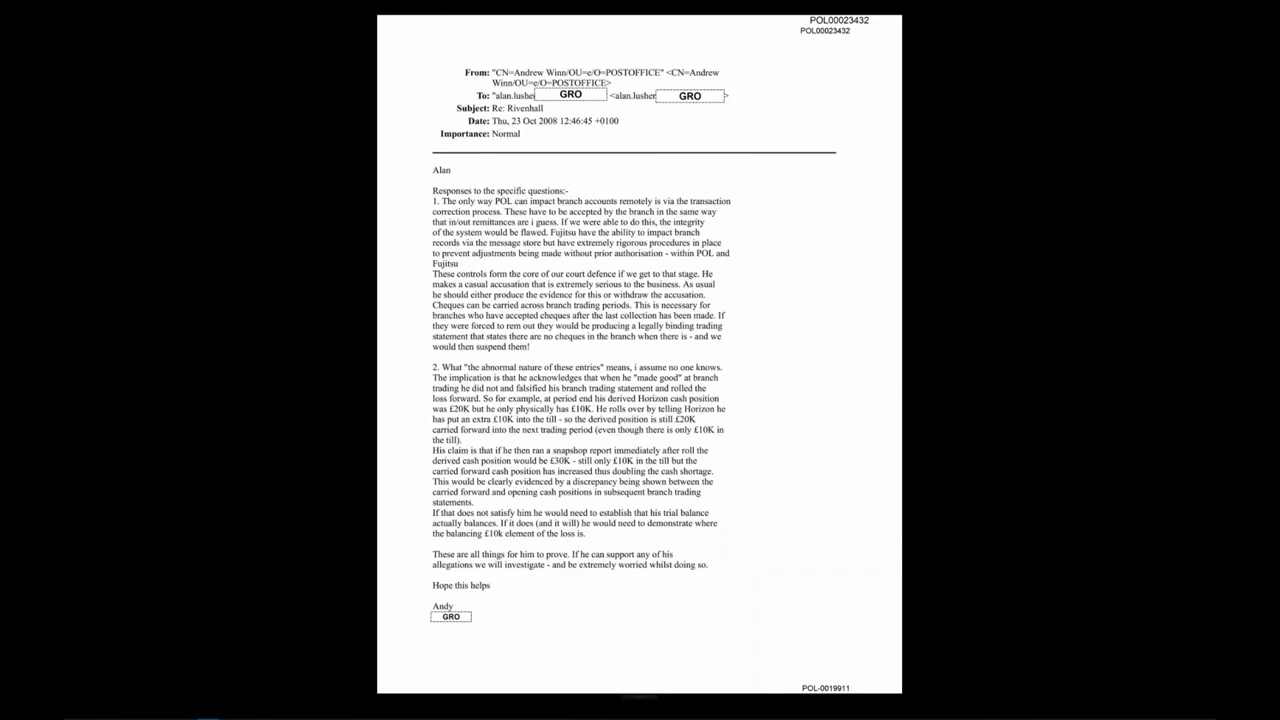 POL00023432
POL00023432
From: "CN=Andrew Winn/OU=e/O=POSTOFFICE" <CN=Andrew
Winn/OU=e/O=POSTOFFICE>
To: "alan.lushe GRO <alan.lusher GRO >
Subject: Re: Rivenhall
Date: Thu, 23 Oct 2008 12:46:45 +0100
Importance: Normal
Alan
Responses to the specific questions:-
1. The only way POL can impact branch accounts remotely is via the transaction
correction process. These have to be accepted by the branch in the same way
that in/out remittances are i guess. If we were able to do this, the integrity
of the system would be flawed. Fujitsu have the ability to impact branch
records via the message store but have extremely rigorous procedures in place
to prevent adjustments being made without prior authorisation - within POL and
Fujitsu
These controls form the core of our court defence if we get to that stage. He
makes a casual accusation that is extremely serious to the business. As usual
he should either produce the evidence for this or withdraw the accusation.
Cheques can be carried across branch trading periods. This is necessary for
branches who have accepted cheques after the last collection has been made. If
they were forced to rem out they would be producing a legally binding trading
statement that states there are no cheques in the branch when there is - and we
would then suspend them!
2. What "the abnormal nature of these entries" means, i assume no one knows.
The implication is that he acknowledges that when he "made good" at branch
trading he did not and falsified his branch trading statement and rolled the
loss forward. So for example, at period end his derived Horizon cash position
was £20K but he only physically has £10K. He rolls over by telling Horizon he
has put an extra £10K into the till - so the derived position is still £20K
carried forward into the next trading period (even though there is only £10K in
the till).
His claim is that if he then ran a snapshop report immediately after roll the
derived cash position would be £30K - still only £10K in the till but the
carried forward cash position has increased thus doubling the cash shortage.
This would be clearly evidenced by a discrepancy being shown between the
carried forward and opening cash positions in subsequent branch trading
statements.
If that does not satisfy him he would need to establish that his trial balance
actually balances. If it does (and it will) he would need to demonstrate where
the balancing £10k element of the loss is.
These are all things for him to prove. If he can support any of his
allegations we will investigate - and be extremely worried whilst doing so.
Hope this helps
Andy
GRO
POL-0019911